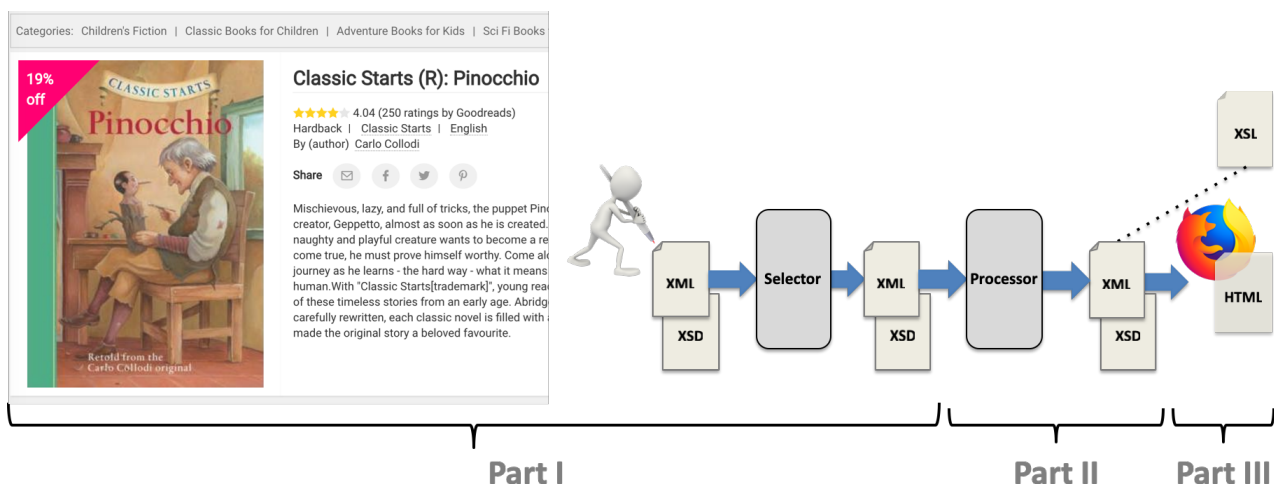 Categories: Children's Fiction | Classic Books for Children | Adventure Books for Kids | Sci Fi Books
19%
off
CLASSIC STARTS
Pinocchio
Retold from the
Carlo Collodi original
Classic Starts (R): Pinocchio
4.04 (250 ratings by Goodreads)
Hardback | Classic Starts | English
By (author) Carlo Collodi
Share
Mischievous, lazy, and full of tricks, the puppet Pino
creator, Geppetto, almost as soon as he is created.
naughty and playful creature wants to become a re
come true, he must prove himself worthy. Come alo
journey as he learns - the hard way - what it means
human.With "Classic Starts[trademark]", young read
of these timeless stories from an early age. Abridg
carefully rewritten, each classic novel is filled with a
made the original story a beloved favourite.
XML
XSD
Selector
XML
XSD
Processor
XML
XSD
XSL
HTML
Part I
Part II
Part III